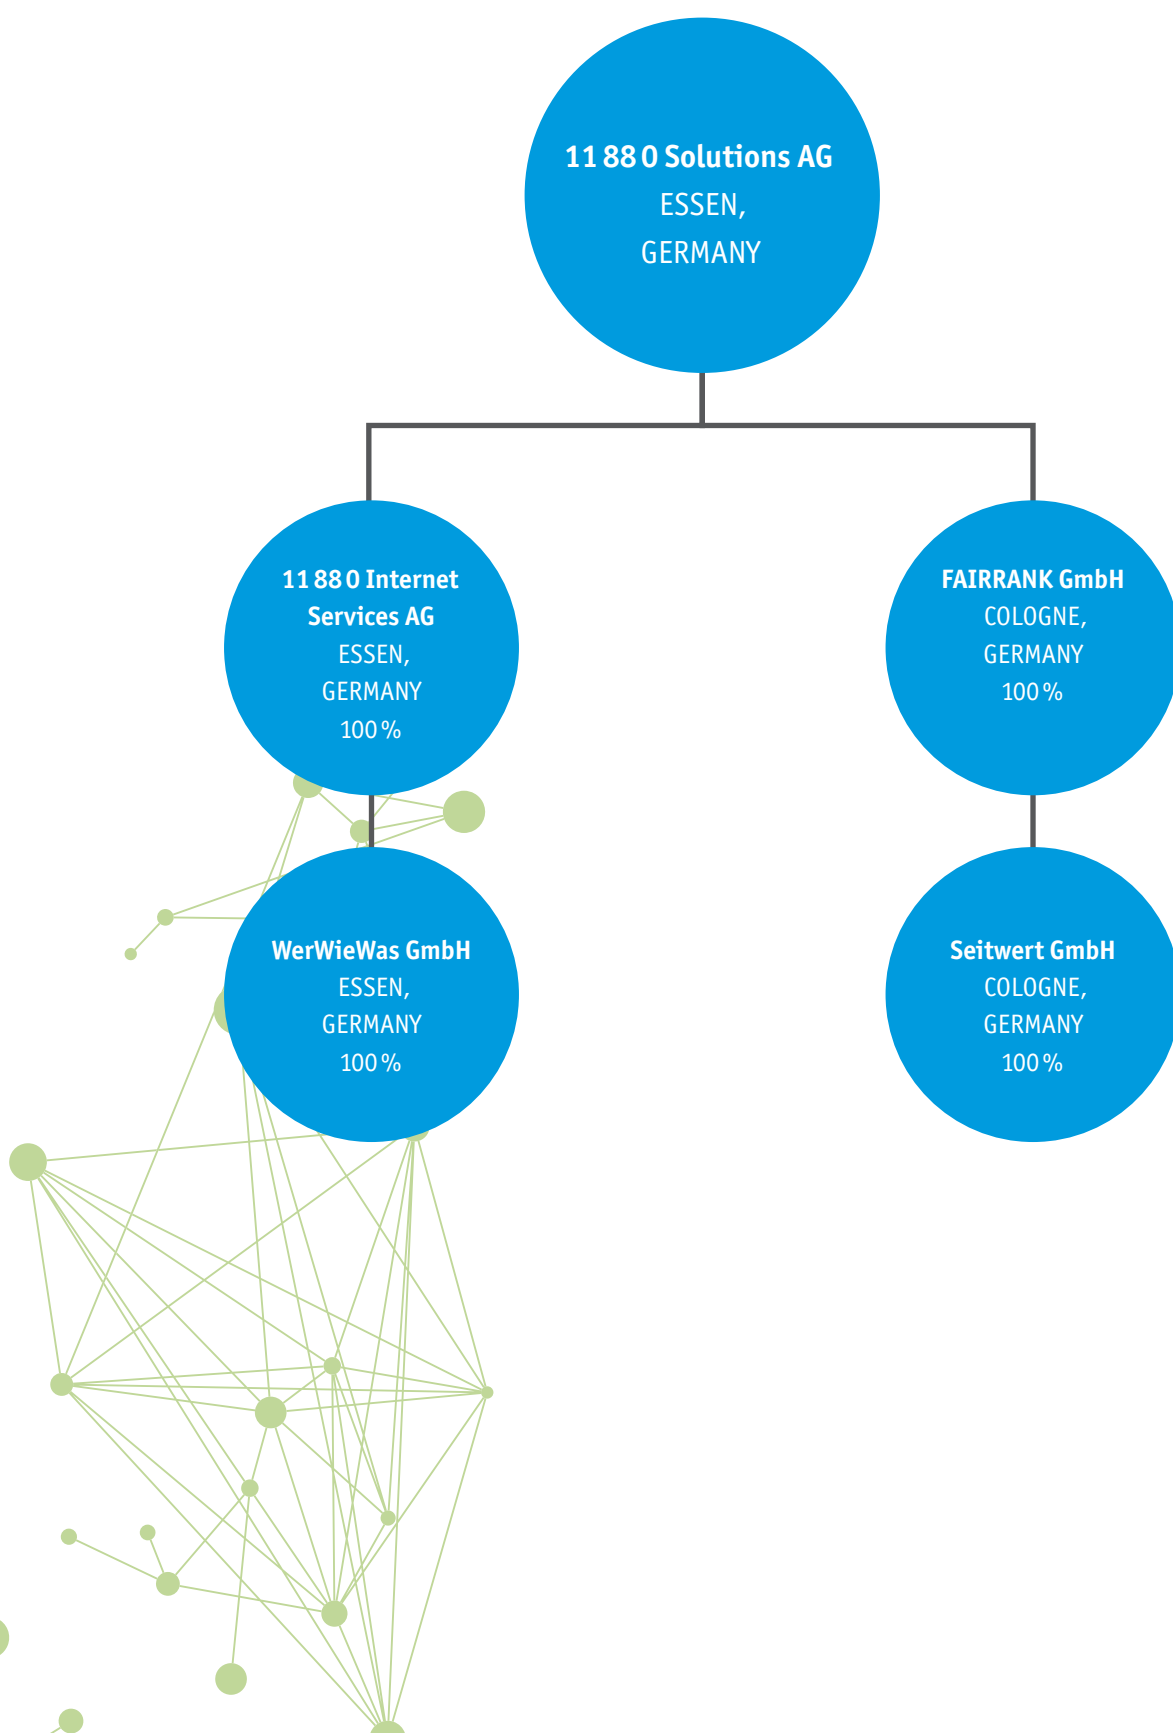 11 88 0 Solutions AG
ESSEN,
GERMANY
11 88 0 Internet
Services AG
ESSEN,
GERMANY
100 %
FAIRRANK GmbH
COLOGNE,
GERMANY
100 %
WerWieWas GmbH
ESSEN,
GERMANY
100 %
Seitwert GmbH
COLOGNE,
GERMANY
100 %